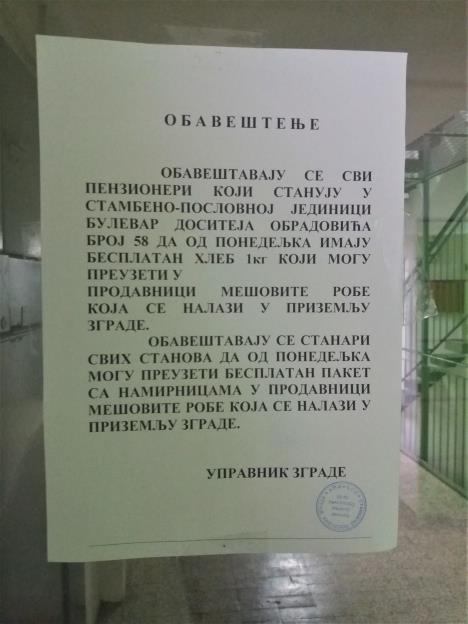 ОБАВЕШТЕЊЕ
ОБАВЕШТАВАЈУ СЕ СВИ
ПЕНЗИОНЕРИ КОЈИ СТАНУЈУ У
СТАМБЕНО-ПОСЛОВНОЈ ЈЕДИНИЦИ
БУЛЕВАР ДОСИТЕЈА ОБРАДОВИЋА
БРОЈ 58 ДА ОД ПОНЕДЕЉКА ИМАЈУ
БЕСПЛАТАН ХЛЕБ 1кг КОЈИ МОГУ
ПРЕУЗЕТИ У
ПРОДАВНИЦИ МЕШОВИТЕ РОБЕ
КОЈА СЕ НАЛАЗИ У ПРИЗЕМЉУ
ЗГРАДЕ.
ОБАВЕШТАВАЈУ СЕ СТАНАРИ
СВИХ СТАНОВА ДА ОД ПОНЕДЕЉКА
МОГУ ПРЕУЗЕТИ БЕСПЛАТАН ПАКЕТ
СА НАМИРНИЦАМА У ПРОДАВНИЦИ
МЕШОВИТЕ РОБЕ КОЈА СЕ НАЛАЗИ У
ПРИЗЕМЉУ ЗГРАДЕ.
УПРАВНИК ЗГРАДЕ